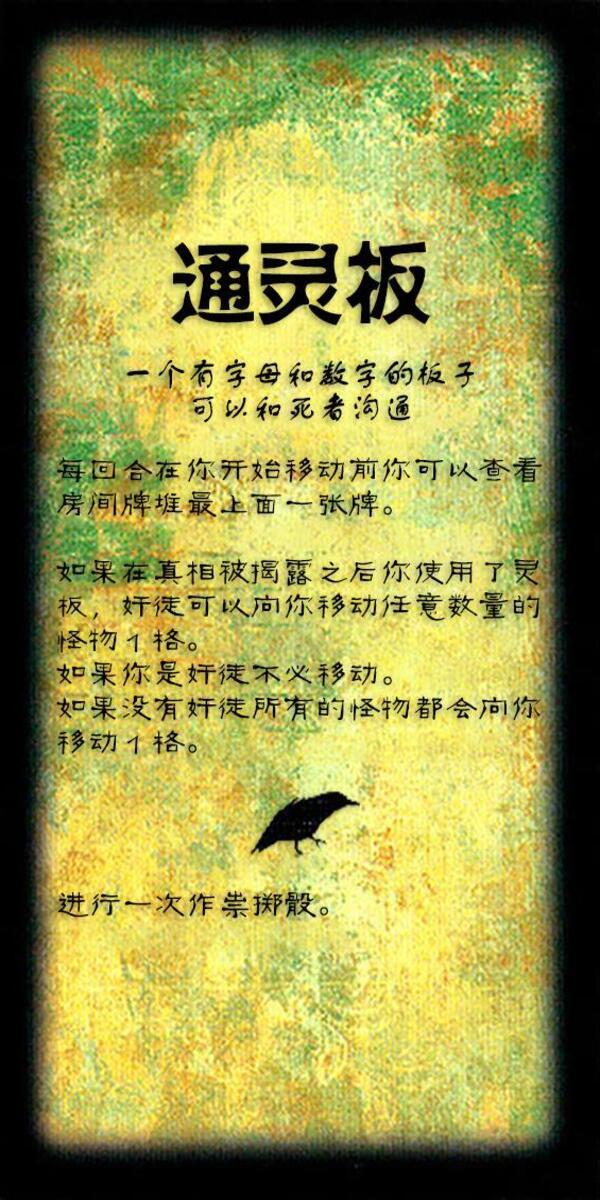 通灵板
一个有字母和数字的板子
可以和死者沟通
每回合在你开始移动前你可以查看
房间牌堆最上面一张牌。
如果在真相被揭露之后你使用了灵
板，奸徒可以向你移动任意数量的
怪物1格。
如果你是奸徒不必移动。
如果没有奸徒所有的怪物都会向你
移动1格。
进行一次作祟掷骰。